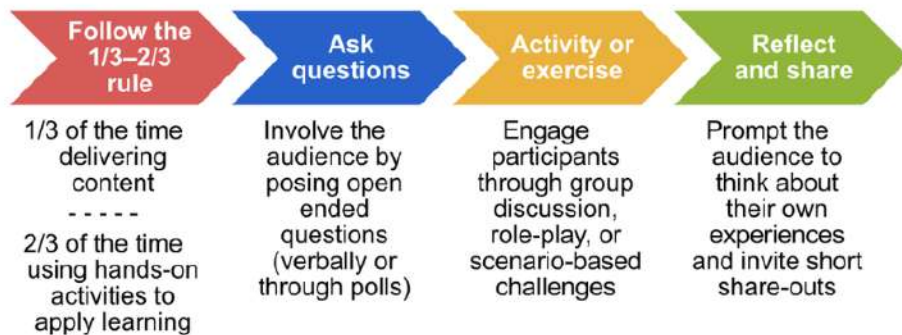 Follow the
1/3–2/3
rule
1/3 of the time
delivering
content
- - - - -
2/3 of the time
using hands-on
activities to
apply learning
Ask
questions
Involve the
audience by
posing open
ended
questions
(verbally or
through polls)
Activity or
exercise
Engage
participants
through group
discussion,
role-play, or
scenario-based
challenges
Reflect
and share
Prompt the
audience to
think about
their own
experiences
and invite short
share-outs